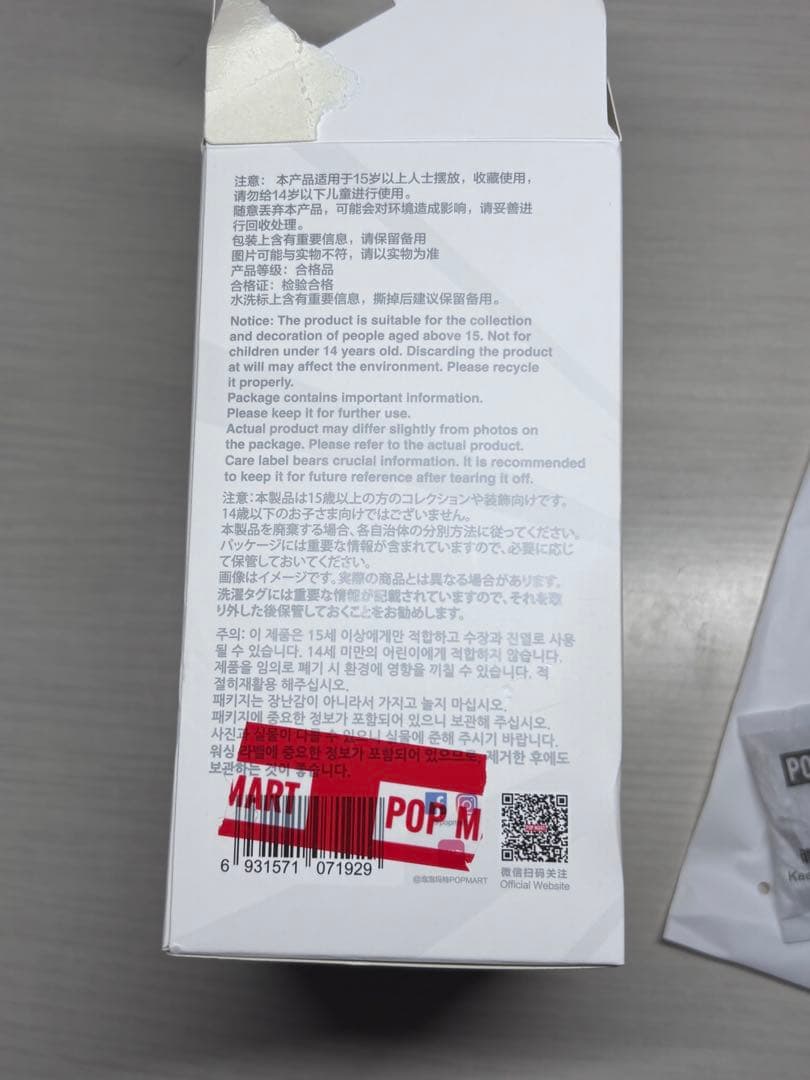 注意： 本产品适用于15岁以上人士摆放，收藏使用，
请勿给14岁以下儿童进行使用。
随意丢弃本产品，可能会对环境造成影响，请妥善进
行回收处理。
包装上含有重要信息，请保留备用
图片可能与实物不符，请以实物为准
产品等级：合格品
合格证：检验合格
水洗标上含有重要信息，撕掉后建议保留备用。
Notice: The product is suitable for the collection
and decoration of people aged above 15. Not for
children under 14 years old. Discarding the product
at will may affect the environment. Please recycle
it properly.
Package contains important information.
Please keep it for further use.
Actual product may differ slightly from photos on
the package. Please refer to the actual product.
Care label bears crucial information. It is recommended
to keep it for future reference after tearing it off.
注意：本製品は15歳以上の方のコレクションや装飾向けです。
14歳以下のお子さま向けではございません。
本製品を廃棄する場合、各自治体の分別方法に従ってください。
パッケージには重要な情報が含まれていますので、必要に応じ
て保管しておいてください。
画像はイメージです。実際の商品とは異なる場合があります。
洗濯タグには重要な情報が記載されていますので、それを取
り外した後保管しておくことをお勧めします。
주의: 이 제품은 15세 이상에게만 적합하고 수장과 진열로 사용
될 수 있습니다. 14세 미만의 어린이에게 적합하지 않습니다.
제품을 임의로 폐기 시 환경에 영향을 끼칠 수 있습니다. 적
절히재활용 해주십시오.
패키지는 장난감이 아니라서 가지고 놀지 마십시오.
패키지에 중요한 정보가 포함되어 있으니 보관해 주십시오.
사진과 실물이 다를 수 있으니 실물에 준해 주시기 바랍니다.
워싱 라벨에 중요한 정보가 포함되어 있으므로, 제거한 후에도
보관하는 것이 좋습니다.
MART
POP M
6 931571 071929
@泡泡玛特POPMART
POP MART
微信扫码关注
Official Website
PO